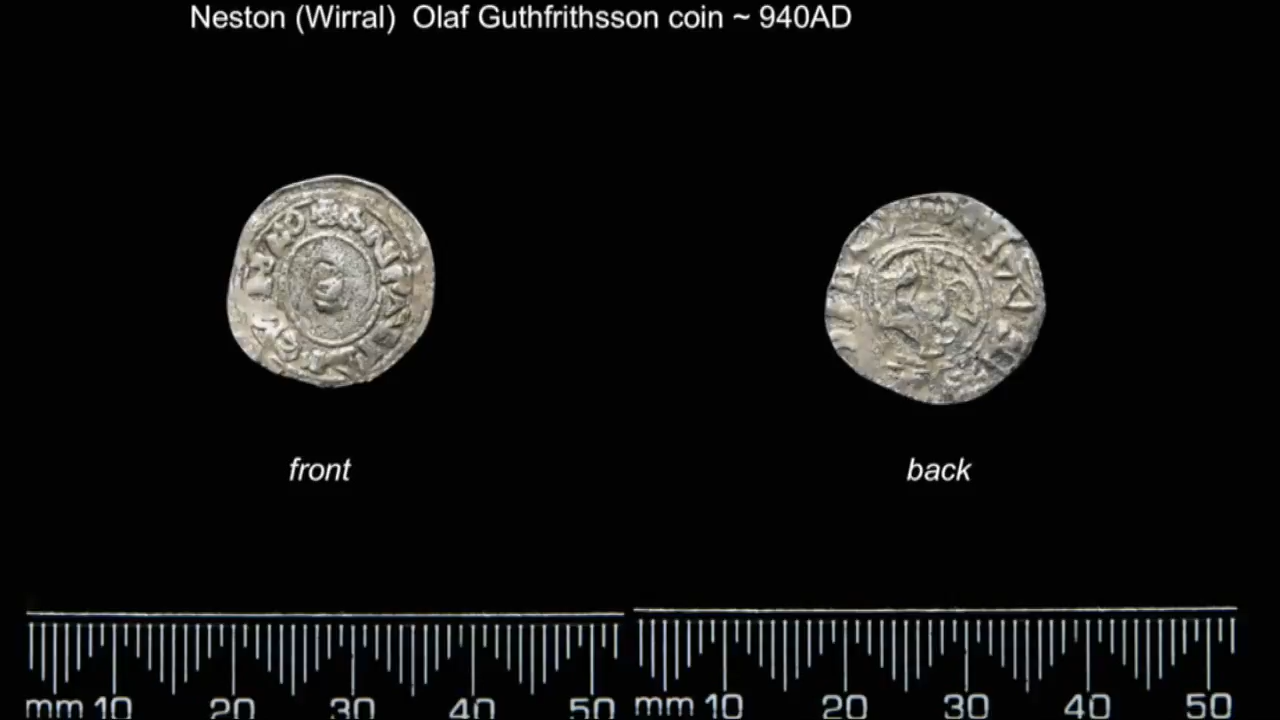 Neston (Wirral)  Olaf Guthfrithsson coin ~ 940AD
front
back
mm 10 20 30 40 50
mm 10 20 30 40 50